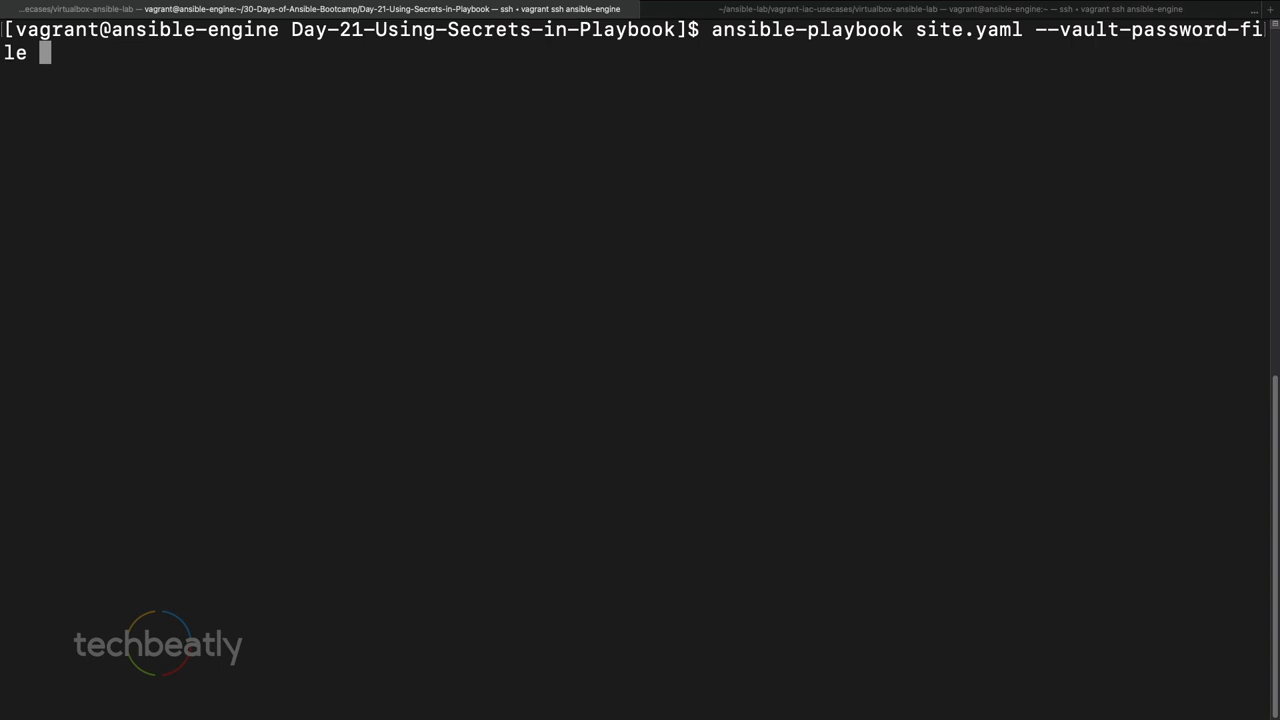 ...ecases/virtualbox-ansible-lab — vagrant@ansible-engine:~/30-Days-of-Ansible-Bootcamp/Day-21-Using-Secrets-in-Playbook — ssh • vagrant ssh ansible-engine
~/ansible-lab/vagrant-iac-usecases/virtualbox-ansible-lab — vagrant@ansible-engine:~ — ssh • vagrant ssh ansible-engine
... +
[vagrant@ansible-engine Day-21-Using-Secrets-in-Playbook]$ ansible-playbook site.yaml --vault-password-fi
le
techbeatly